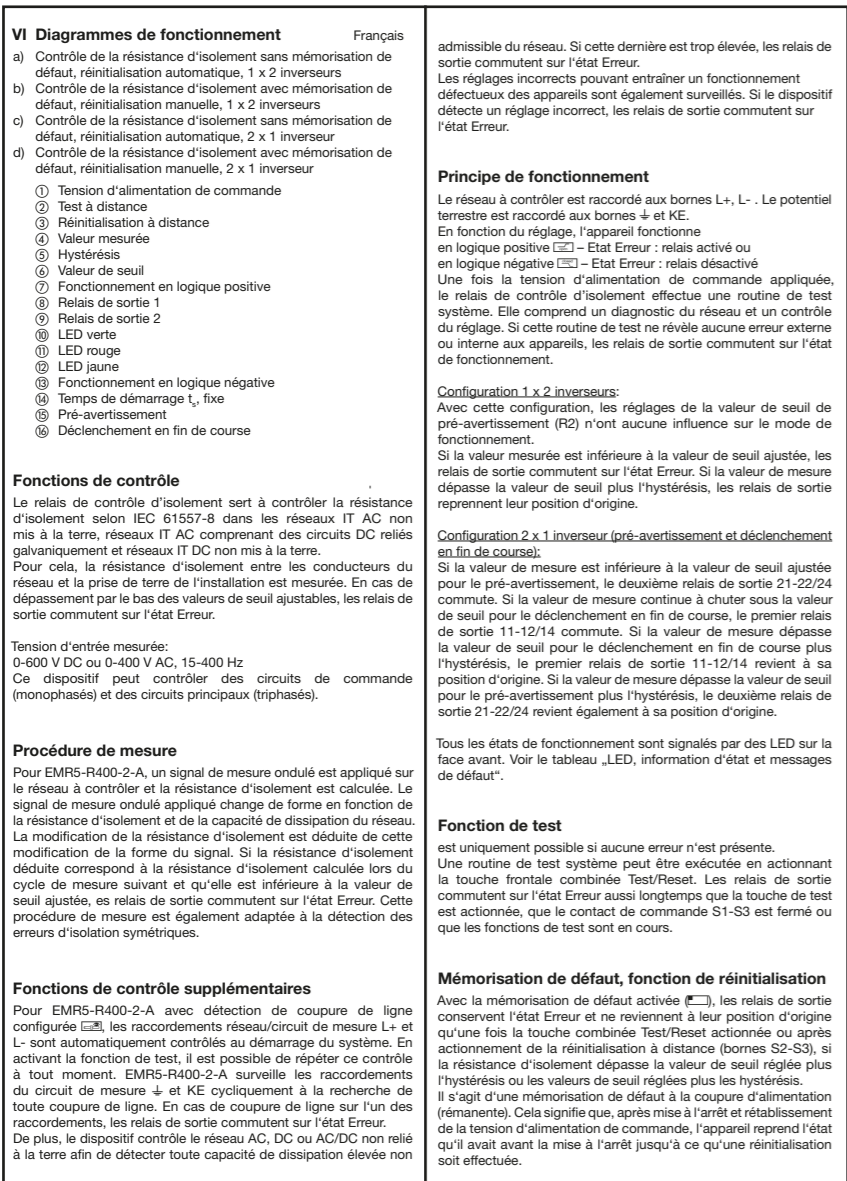 VI Diagrammes de fonctionnement Français
a) Contrôle de la résistance d‘isolement sans mémorisation de
défaut, réinitialisation automatique, 1 x 2 inverseurs
b) Contrôle de la résistance d‘isolement avec mémorisation de
défaut, réinitialisation manuelle, 1 x 2 inverseurs
c) Contrôle de la résistance d‘isolement sans mémorisation de
défaut, réinitialisation automatique, 2 x 1 inverseur
d) Contrôle de la résistance d‘isolement avec mémorisation de
défaut, réinitialisation manuelle, 2 x 1 inverseur
① Tension d‘alimentation de commande
② Test à distance
③ Réinitialisation à distance
④ Valeur mesurée
⑤ Hystérésis
⑥ Valeur de seuil
⑦ Fonctionnement en logique positive
⑧ Relais de sortie 1
⑨ Relais de sortie 2
⑩ LED verte
⑪ LED rouge
⑫ LED jaune
⑬ Fonctionnement en logique négative
⑭ Temps de démarrage ts, fixe
⑮ Pré-avertissement
⑯ Déclenchement en fin de course
Fonctions de contrôle
Le relais de contrôle d’isolement sert à contrôler la résistance
d‘isolement selon IEC 61557-8 dans les réseaux IT AC non
mis à la terre, réseaux IT AC comprenant des circuits DC reliés
galvaniquement et réseaux IT DC non mis à la terre.
Pour cela, la résistance d‘isolement entre les conducteurs du
réseau et la prise de terre de l‘installation est mesurée. En cas de
dépassement par le bas des valeurs de seuil ajustables, les relais de
sortie commutent sur l‘état Erreur.
Tension d‘entrée mesurée:
0-600 V DC ou 0-400 V AC, 15-400 Hz
Ce dispositif peut contrôler des circuits de commande
(monophasés) et des circuits principaux (triphasés).
Procédure de mesure
Pour EMR5-R400-2-A, un signal de mesure ondulé est appliqué sur
le réseau à contrôler et la résistance d‘isolement est calculée. Le
signal de mesure ondulé appliqué change de forme en fonction de
la résistance d‘isolement et de la capacité de dissipation du réseau.
La modification de la résistance d‘isolement est déduite de cette
modification de la forme du signal. Si la résistance d‘isolement
déduite correspond à la résistance d‘isolement calculée lors du
cycle de mesure suivant et qu‘elle est inférieure à la valeur de
seuil ajustée, es relais de sortie commutent sur l‘état Erreur. Cette
procédure de mesure est également adaptée à la détection des
erreurs d‘isolation symétriques.
Fonctions de contrôle supplémentaires
Pour EMR5-R400-2-A avec détection de coupure de ligne
configurée , les raccordements réseau/circuit de mesure L+ et
L- sont automatiquement contrôlés au démarrage du système. En
activant la fonction de test, il est possible de répéter ce contrôle
à tout moment. EMR5-R400-2-A surveille les raccordements
du circuit de mesure ⏚ et KE cycliquement à la recherche de
toute coupure de ligne. En cas de coupure de ligne sur l‘un des
raccordements, les relais de sortie commutent sur l‘état Erreur.
De plus, le dispositif contrôle le réseau AC, DC ou AC/DC non relié
à la terre afin de détecter toute capacité de dissipation élevée non
admissible du réseau. Si cette dernière est trop élevée, les relais de
sortie commutent sur l‘état Erreur.
Les réglages incorrects pouvant entraîner un fonctionnement
défectueux des appareils sont également surveillés. Si le dispositif
détecte un réglage incorrect, les relais de sortie commutent sur
l‘état Erreur.
Principe de fonctionnement
Le réseau à contrôler est raccordé aux bornes L+, L- . Le potentiel
terrestre est raccordé aux bornes ⏚ et KE.
En fonction du réglage, l‘appareil fonctionne
en logique positive – Etat Erreur : relais activé ou
en logique négative – Etat Erreur : relais désactivé
Une fois la tension d‘alimentation de commande appliquée,
le relais de contrôle d‘isolement effectue une routine de test
système. Elle comprend un diagnostic du réseau et un contrôle
du réglage. Si cette routine de test ne révèle aucune erreur externe
ou interne aux appareils, les relais de sortie commutent sur l‘état
de fonctionnement.
Configuration 1 x 2 inverseurs:
Avec cette configuration, les réglages de la valeur de seuil de
pré-avertissement (R2) n‘ont aucune influence sur le mode de
fonctionnement.
Si la valeur mesurée est inférieure à la valeur de seuil ajustée, les
relais de sortie commutent sur l‘état Erreur. Si la valeur de mesure
dépasse la valeur de seuil plus l‘hystérésis, les relais de sortie
reprennent leur position d‘origine.
Configuration 2 x 1 inverseur (pré-avertissement et déclenchement
en fin de course):
Si la valeur de mesure est inférieure à la valeur de seuil ajustée
pour le pré-avertissement, le deuxième relais de sortie 21-22/24
commute. Si la valeur de mesure continue à chuter sous la valeur
de seuil pour le déclenchement en fin de course, le premier relais
de sortie 11-12/14 commute. Si la valeur de mesure dépasse
la valeur de seuil pour le déclenchement en fin de course plus
l‘hystérésis, le premier relais de sortie 11-12/14 revient à sa
position d‘origine. Si la valeur de mesure dépasse la valeur de seuil
pour le pré-avertissement plus l‘hystérésis, le deuxième relais de
sortie 21-22/24 revient également à sa position d‘origine.
Tous les états de fonctionnement sont signalés par des LED sur la
face avant. Voir le tableau „LED, information d‘état et messages
de défaut“.
Fonction de test
est uniquement possible si aucune erreur n‘est présente.
Une routine de test système peut être exécutée en actionnant
la touche frontale combinée Test/Reset. Les relais de sortie
commutent sur l‘état Erreur aussi longtemps que la touche de test
est actionnée, que le contact de commande S1-S3 est fermé ou
que les fonctions de test sont en cours.
Mémorisation de défaut, fonction de réinitialisation
Avec la mémorisation de défaut activée (), les relais de sortie
conservent l‘état Erreur et ne reviennent à leur position d‘origine
qu‘une fois la touche combinée Test/Reset actionnée ou après
actionnement de la réinitialisation à distance (bornes S2-S3), si
la résistance d‘isolement dépasse la valeur de seuil réglée plus
l‘hystérésis ou les valeurs de seuil réglées plus les hystérésis.
Il s‘agit d‘une mémorisation de défaut à la coupure d‘alimentation
(rémanente). Cela signifie que, après mise à l‘arrêt et rétablissement
de la tension d‘alimentation de commande, l‘appareil reprend l‘état
qu‘il avait avant la mise à l‘arrêt jusqu‘à ce qu‘une réinitialisation
soit effectuée.